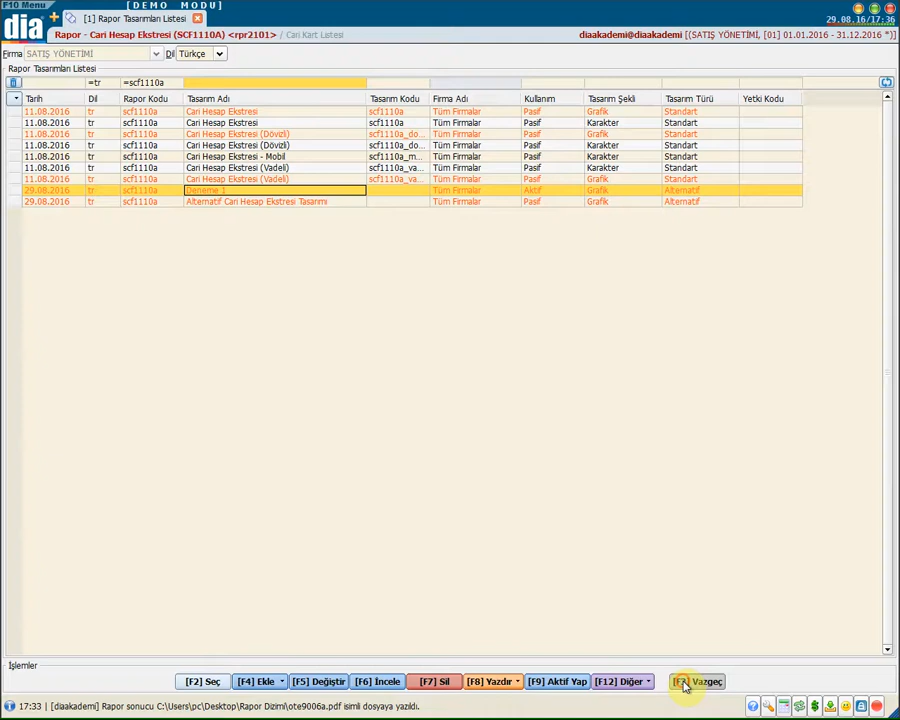 F10 Menu [DEMO MODU]
dia [1] Rapor Tasarımları Listesi 29.08.16/17:36
Rapor - Cari Hesap Ekstresi (SCF1110A) <rpr2101> / Cari Kart Listesi diaakademi@diaakademi [(SATIŞ YÖNETİMİ, [01] 01.01.2016 - 31.12.2016 *)]
Firma SATIŞ YÖNETİMİ Dil Türkçe
Rapor Tasarımları Listesi
=tr =scf1110a
Tarih Dil Rapor Kodu Tasarım Adı Tasarım Kodu Firma Adı Kullanım Tasarım Şekli Tasarım Türü Yetki Kodu
11.08.2016 tr scf1110a Cari Hesap Ekstresi scf1110a Tüm Firmalar Pasif Grafik Standart
11.08.2016 tr scf1110a Cari Hesap Ekstresi scf1110a Tüm Firmalar Pasif Karakter Standart
11.08.2016 tr scf1110a Cari Hesap Ekstresi (Dövizli) scf1110a_do... Tüm Firmalar Pasif Grafik Standart
11.08.2016 tr scf1110a Cari Hesap Ekstresi (Dövizli) scf1110a_do... Tüm Firmalar Pasif Karakter Standart
11.08.2016 tr scf1110a Cari Hesap Ekstresi - Mobil scf1110a_m... Tüm Firmalar Pasif Karakter Standart
11.08.2016 tr scf1110a Cari Hesap Ekstresi (Vadeli) scf1110a_va... Tüm Firmalar Pasif Karakter Standart
11.08.2016 tr scf1110a Cari Hesap Ekstresi (Vadeli) scf1110a_va... Tüm Firmalar Pasif Grafik Standart
29.08.2016 tr scf1110a Deneme 1 Tüm Firmalar Aktif Grafik Alternatif
29.08.2016 tr scf1110a Alternatif Cari Hesap Ekstresi Tasarımı Tüm Firmalar Pasif Grafik Alternatif
İşlemler
[F2] Seç [F4] Ekle [F5] Değiştir [F6] İncele [F7] Sil [F8] Yazdır [F9] Aktif Yap [F12] Diğer Vazgeç
17:33 [diaakademi] Rapor sonucu C:\Users\pc\Desktop\Rapor Dizimi\ote9006a.pdf isimli dosyaya yazıldı.